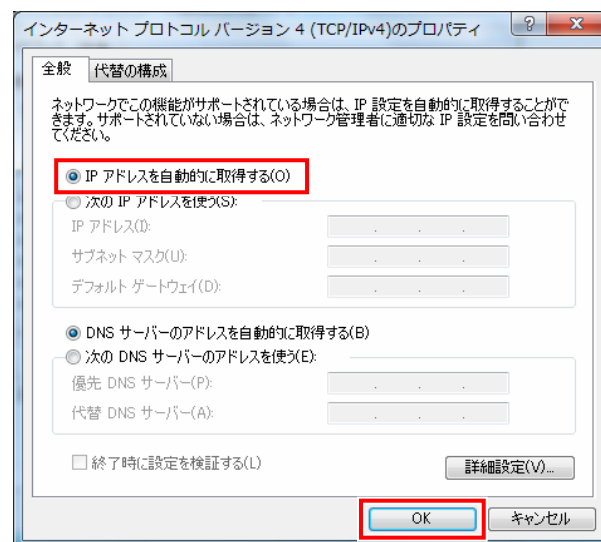 インターネット プロトコル バージョン 4 (TCP/IPv4)のプロパティ
全般 代替の構成
ネットワークでこの機能がサポートされている場合は、IP 設定を自動的に取得することがで
きます。サポートされていない場合は、ネットワーク管理者に適切な IP 設定を問い合わせ
てください。
IP アドレスを自動的に取得する(O)
次の IP アドレスを使う(S):
IP アドレス(I):
サブネット マスク(U):
デフォルト ゲートウェイ(D):
DNS サーバーのアドレスを自動的に取得する(B)
次の DNS サーバーのアドレスを使う(E):
優先 DNS サーバー(P):
代替 DNS サーバー(A):
終了時に設定を検証する(L)
詳細設定(V)...
OK キャンセル